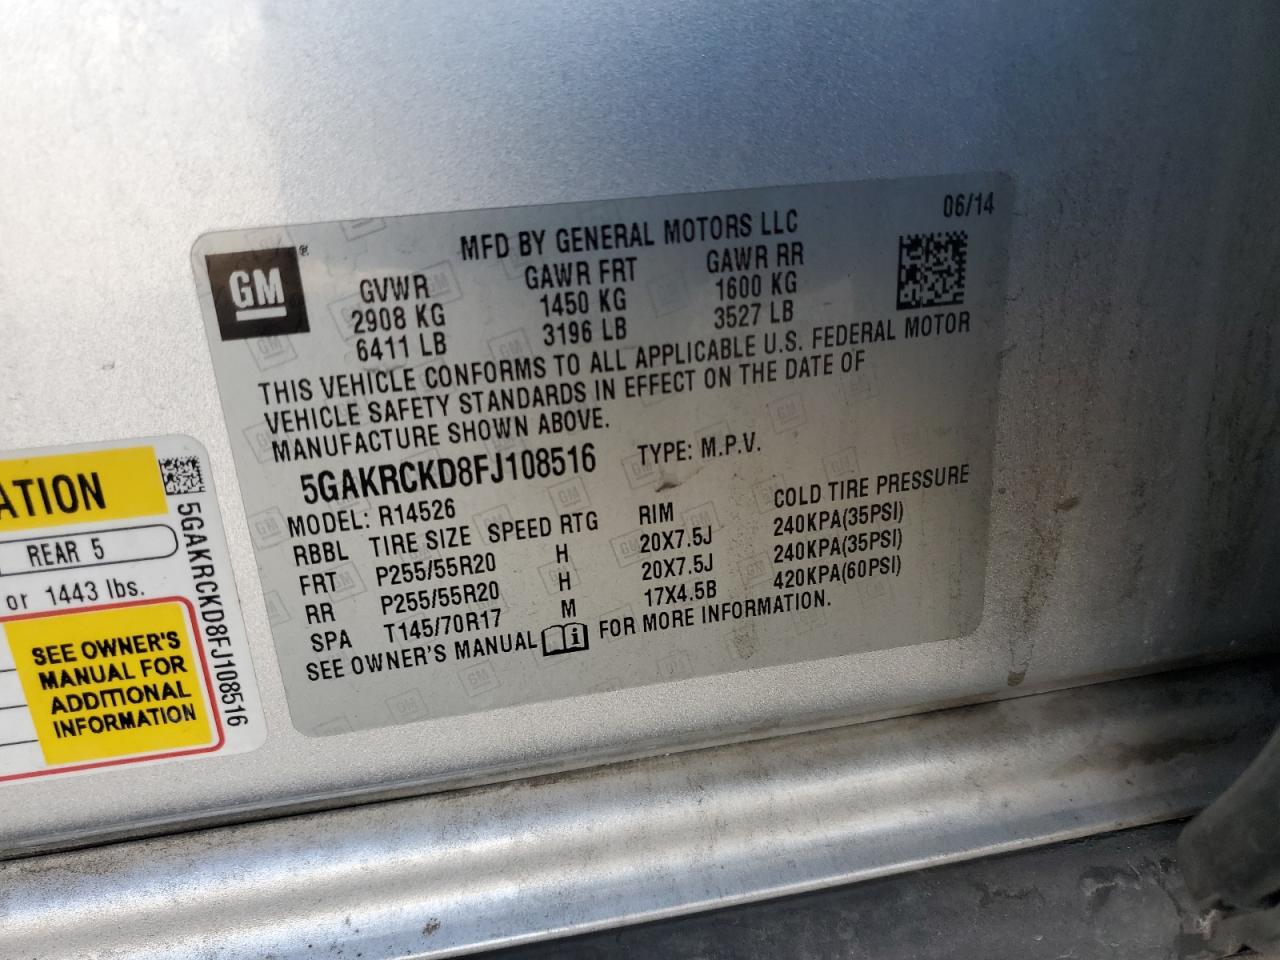 GM ®
MFD BY GENERAL MOTORS LLC
06/14
GVWR GAWR FRT GAWR RR
2908 KG 1450 KG 1600 KG
6411 LB 3196 LB 3527 LB
THIS VEHICLE CONFORMS TO ALL APPLICABLE U.S. FEDERAL MOTOR
VEHICLE SAFETY STANDARDS IN EFFECT ON THE DATE OF
MANUFACTURE SHOWN ABOVE.
5GAKRCKD8FJ108516 TYPE: M.P.V.
MODEL: R14526
RBBL TIRE SIZE SPEED RTG RIM COLD TIRE PRESSURE
FRT P255/55R20 H 20X7.5J 240KPA(35PSI)
RR P255/55R20 H 20X7.5J 240KPA(35PSI)
SPA T145/70R17 M 17X4.5B 420KPA(60PSI)
SEE OWNER'S MANUAL FOR MORE INFORMATION.
ATION
REAR 5
or 1443 lbs.
SEE OWNER'S
MANUAL FOR
ADDITIONAL
INFORMATION
5GAKRCKD8FJ108516